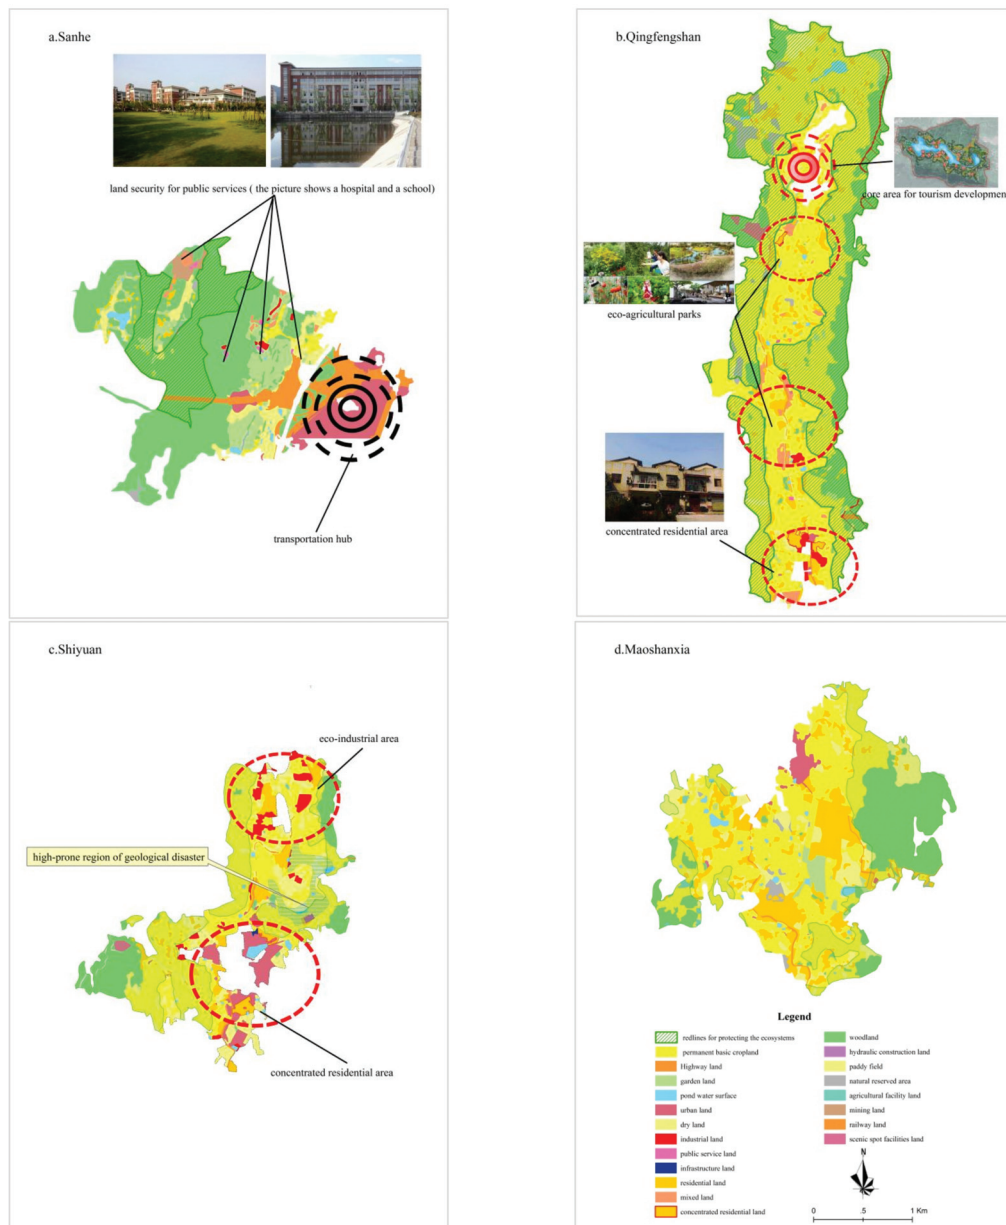 a.Sanhe
land security for public services ( the picture shows a hospital and a school)
transportation hub
b.Qingfengshan
core area for tourism development
eco-agricultural parks
concentrated residential area
c.Shiyuan
eco-industrial area
high-prone region of geological disaster
concentrated residential area
d.Maoshanxia
Legend
redlines for protecting the ecosystems
permanent basic cropland
Highway land
garden land
pond water surface
urban land
dry land
industrial land
public service land
infrastructure land
residential land
mixed land
concentrated residential land
woodland
hydraulic construction land
paddy field
natural reserved area
agricultural facility land
mining land
railway land
scenic spot facilities land
N
0 .5 1 Km